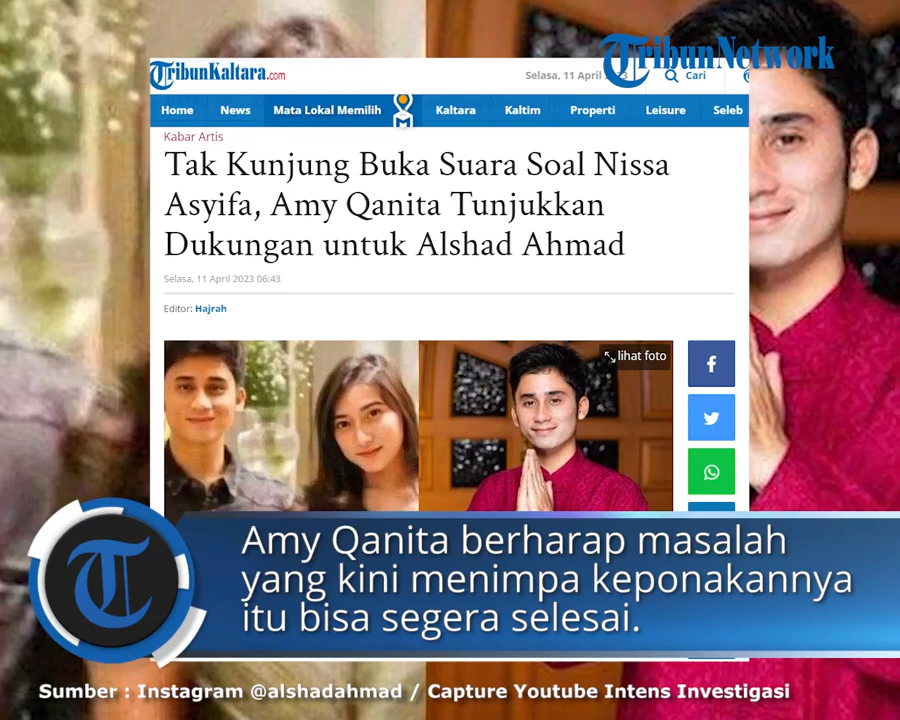 TribunNetwork
TribunKaltara.com
Selasa, 11 April
Cari
Home News Mata Lokal Memilih Kaltara Kaltim Properti Leisure Seleb
Kabar Artis
Tak Kunjung Buka Suara Soal Nissa
Asyifa, Amy Qanita Tunjukkan
Dukungan untuk Alshad Ahmad
Selasa, 11 April 2023 06:43
Editor: Hajrah
lihat foto
Amy Qanita berharap masalah
yang kini menimpa keponakannya
itu bisa segera selesai.
Sumber : Instagram @alshadahmad / Capture Youtube Intens Investigasi